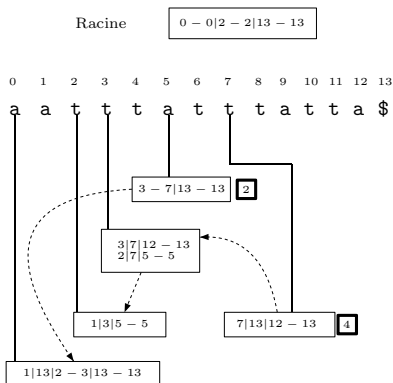 Racine 0 − 0|2 − 2|13 − 13
0 1 2 3 4 5 6 7 8 9 10 11 12 13
a a t t t a t t t a t t a $
3 − 7|13 − 13 2
3|7|12 − 13
2|7|5 − 5
1|3|5 − 5 7|13|12 − 13 4
1|13|2 − 3|13 − 13